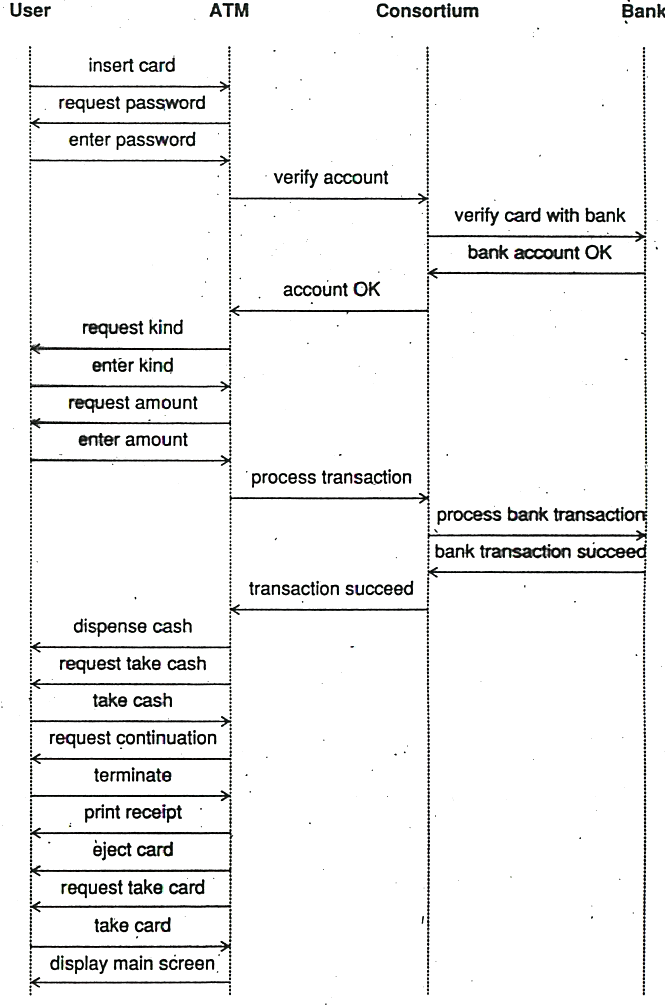 User ATM Consortium Bank
insert card
request password
enter password
verify account
verify card with bank
bank account OK
account OK
request kind
enter kind
request amount
enter amount
process transaction
process bank transaction
bank transaction succeed
transaction succeed
dispense cash
request take cash
take cash
request continuation
terminate
print receipt
eject card
request take card
take card
display main screen